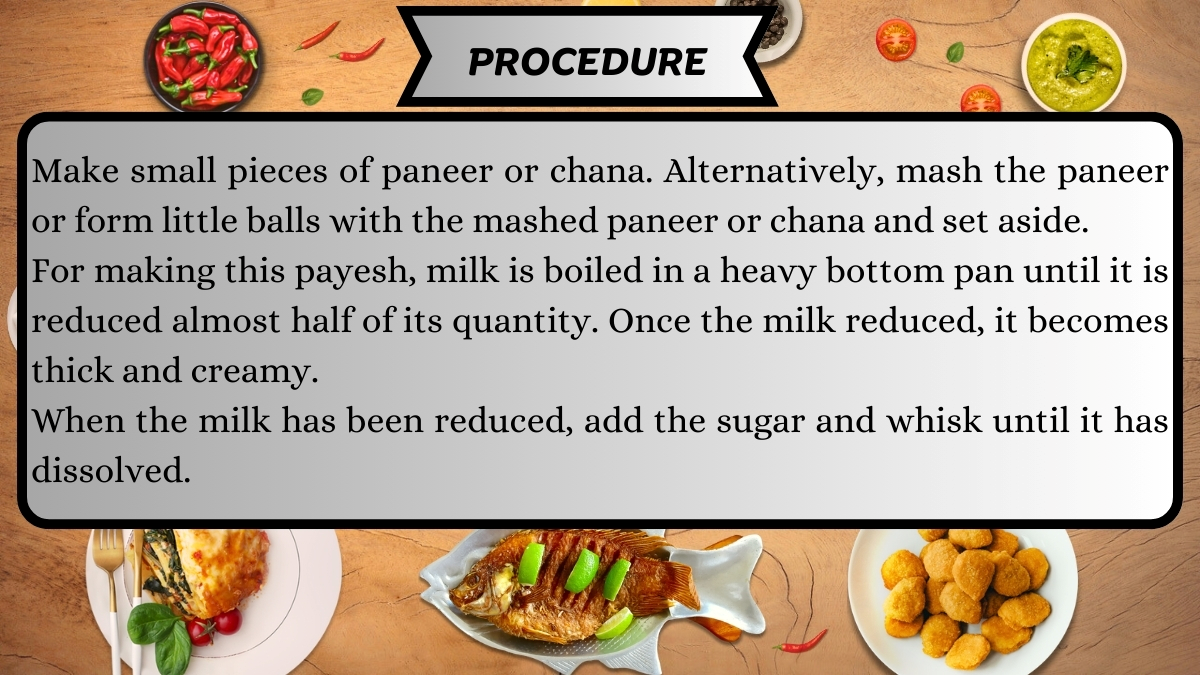 PROCEDURE
Make small pieces of paneer or chana. Alternatively, mash the paneer
or form little balls with the mashed paneer or chana and set aside.
For making this payesh, milk is boiled in a heavy bottom pan until it is
reduced almost half of its quantity. Once the milk reduced, it becomes
thick and creamy.
When the milk has been reduced, add the sugar and whisk until it has
dissolved.